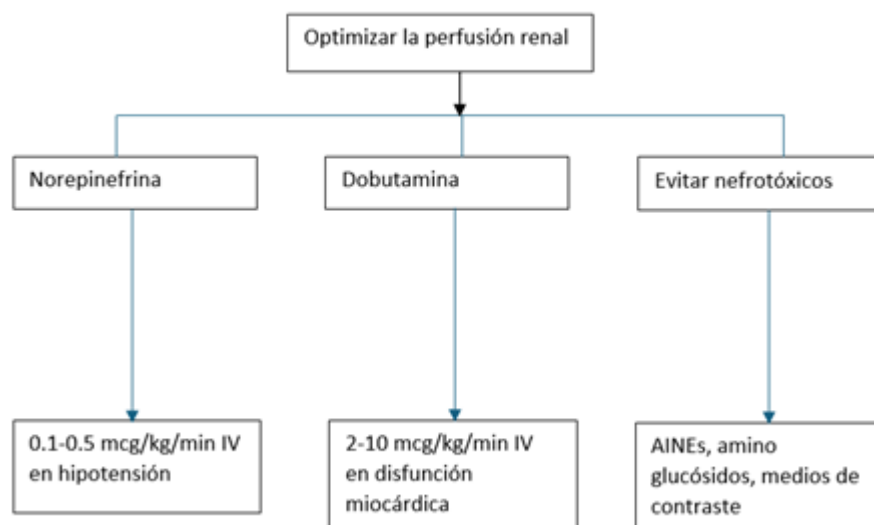 Optimizar la perfusión renal
Norepinefrina
Dobutamina
Evitar nefrotóxicos
0.1-0.5 mcg/kg/min IV
en hipotensión
2-10 mcg/kg/min IV
en disfunción
miocárdica
AINEs, amino
glucósidos, medios de
contraste